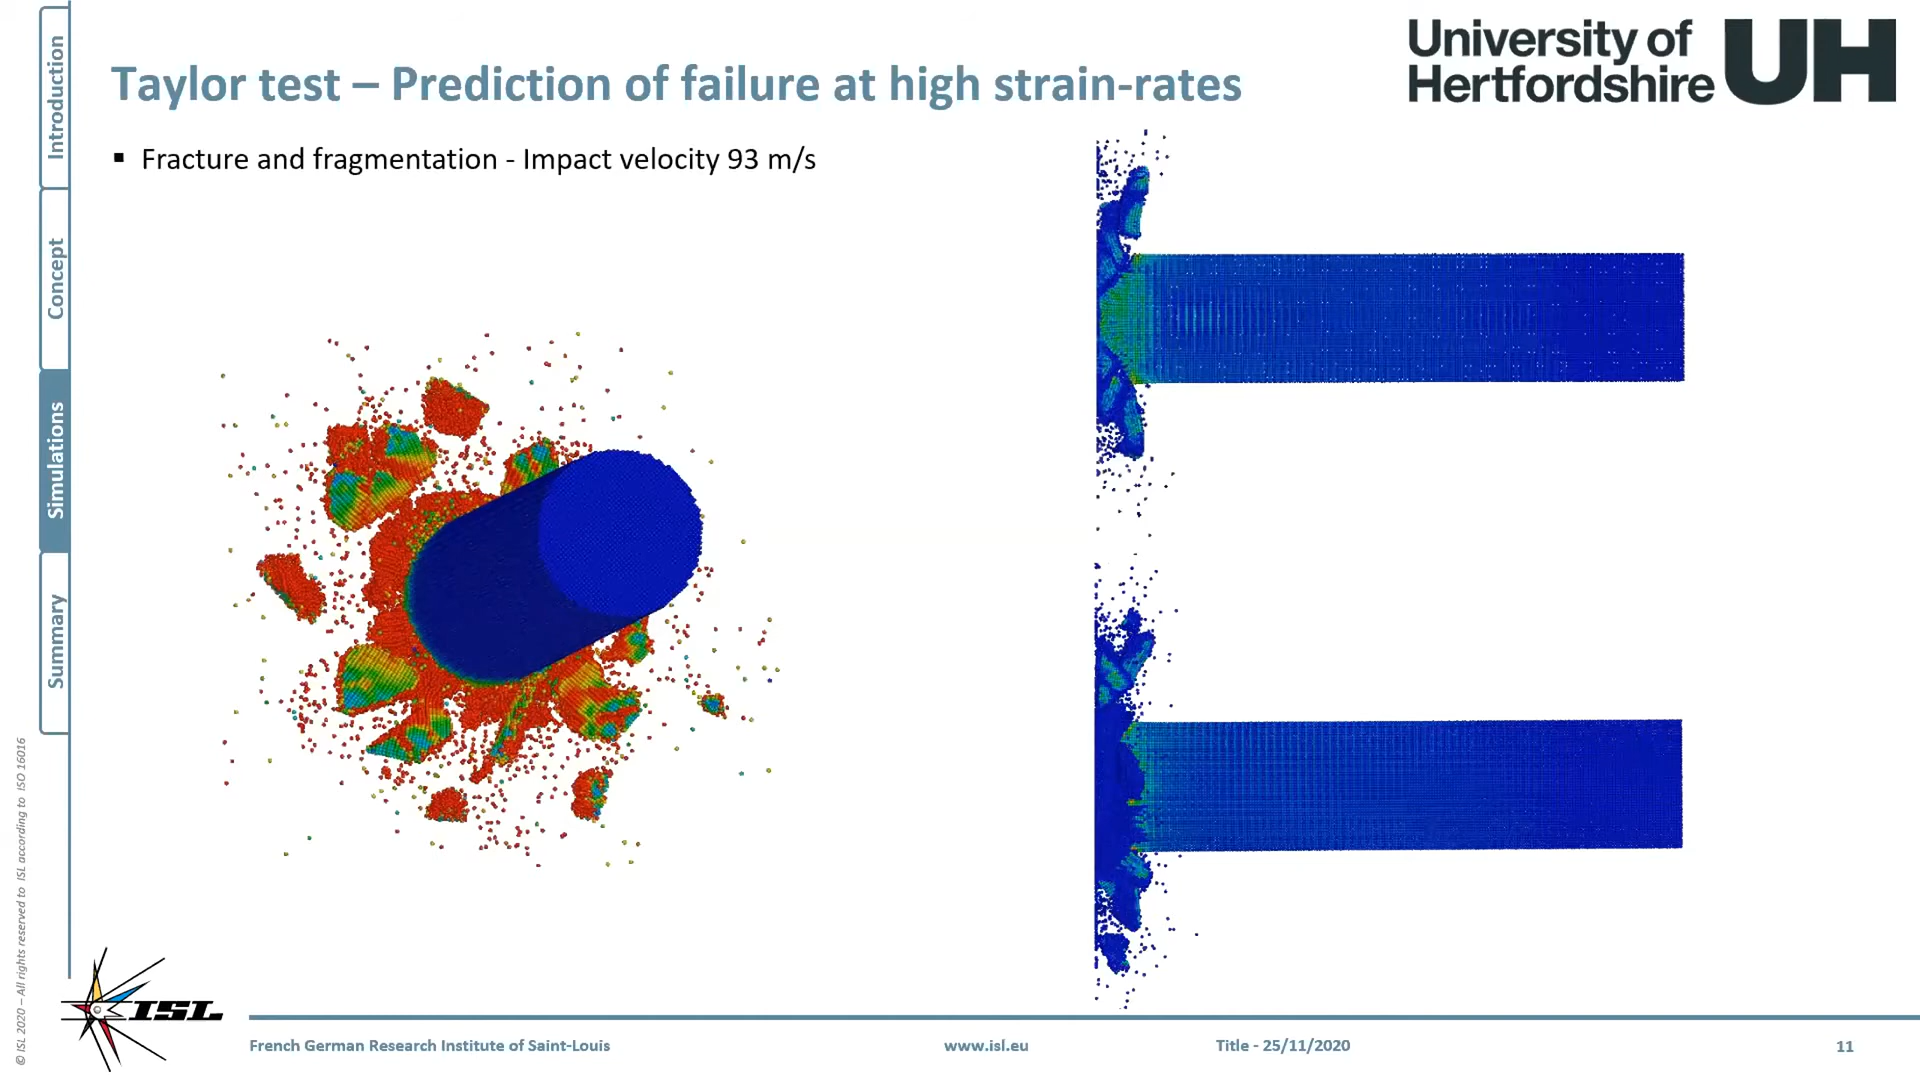 Introduction
Concept
Simulations
Summary
University of
Hertfordshire UH
Taylor test – Prediction of failure at high strain-rates
▪ Fracture and fragmentation - Impact velocity 93 m/s
© ISL 2020 – All rights reserved to ISL according to ISO 16016
ISL
French German Research Institute of Saint-Louis
www.isl.eu
Title - 25/11/2020
11